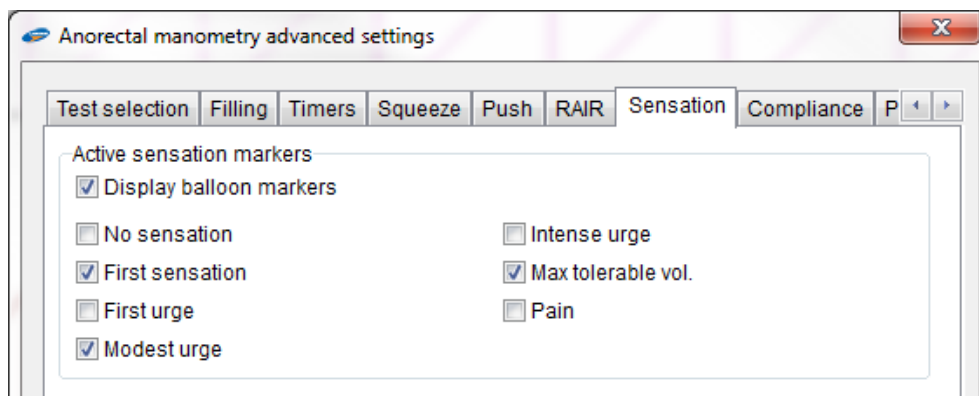 Anorectal manometry advanced settings
Test selection Filling Timers Squeeze Push RAIR Sensation Compliance P
Active sensation markers
Display balloon markers
No sensation
First sensation
First urge
Modest urge
Intense urge
Max tolerable vol.
Pain